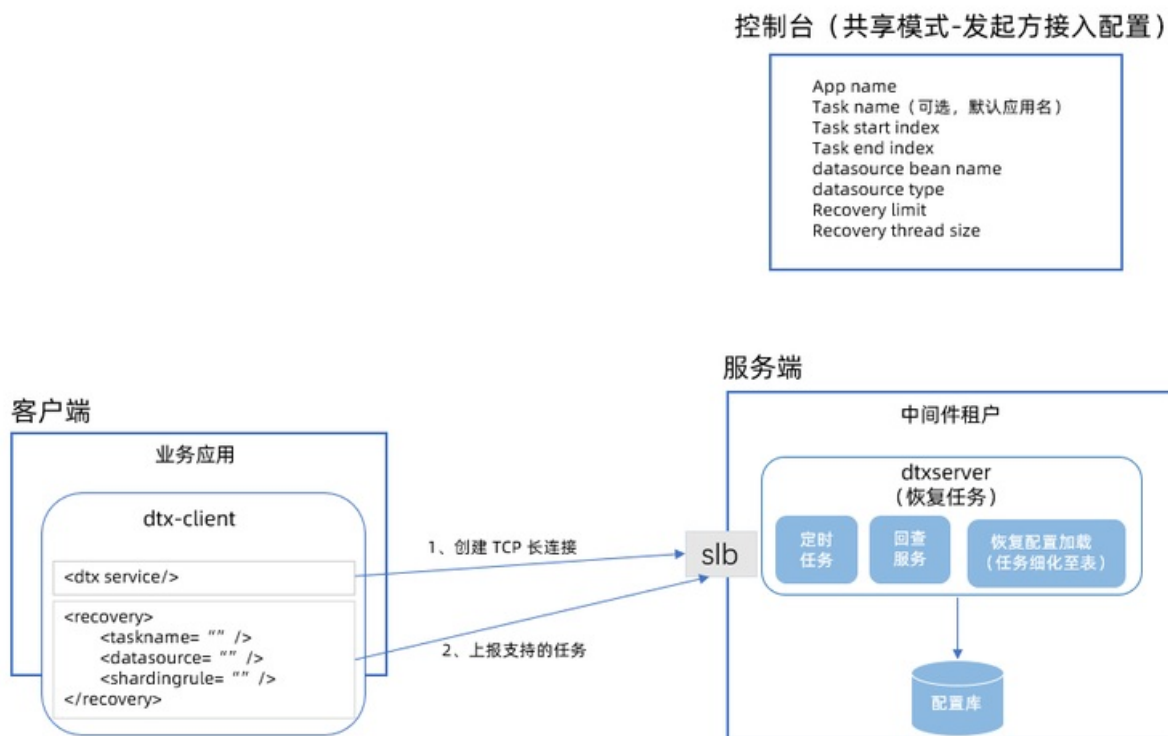 控制台（共享模式-发起方接入配置）
App name
Task name（可选，默认应用名）
Task start index
Task end index
datasource bean name
datasource type
Recovery limit
Recovery thread size
服务端
中间件租户
dtxserver
（恢复任务）
定时
任务
回查
服务
恢复配置加载
（任务细化至表）
slb
配置库
客户端
业务应用
dtx-client
<dtx service/>
<recovery>
<taskname= “” />
<datasource= “” />
<shardingrule= “” />
</recovery>
1、创建 TCP 长连接
2、上报支持的任务